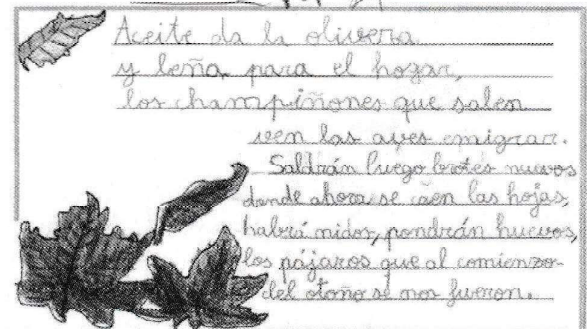 Aceite da la olivera
y leña para el hogar,
los champiñones que salen
ven las aves emigrar.
Saldrán luego brotes nuevos
donde ahora se caen las hojas,
habrá nidos, pondrán huevos,
los pájaros que al comienzo
del otoño se nos fueron.